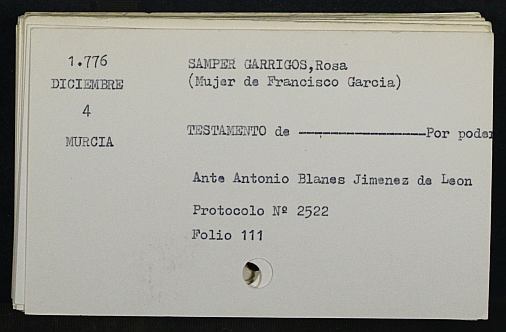 1.776
DICIEMBRE
4
MURCIA
SAMPER GARRIGOS,Rosa
(Mujer de Francisco Garcia)
TESTAMENTO de ------------------Por poder
Ante Antonio Blanes Jimenez de Leon
Protocolo Nº 2522
Folio 111